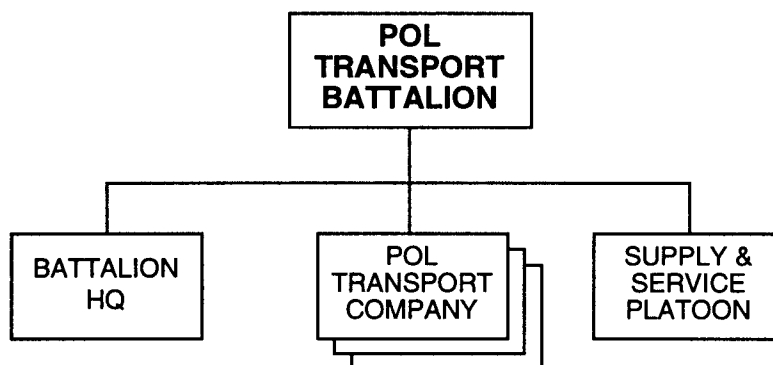 POL
TRANSPORT
BATTALION
BATTALION
HQ
POL
TRANSPORT
COMPANY
SUPPLY &
SERVICE
PLATOON